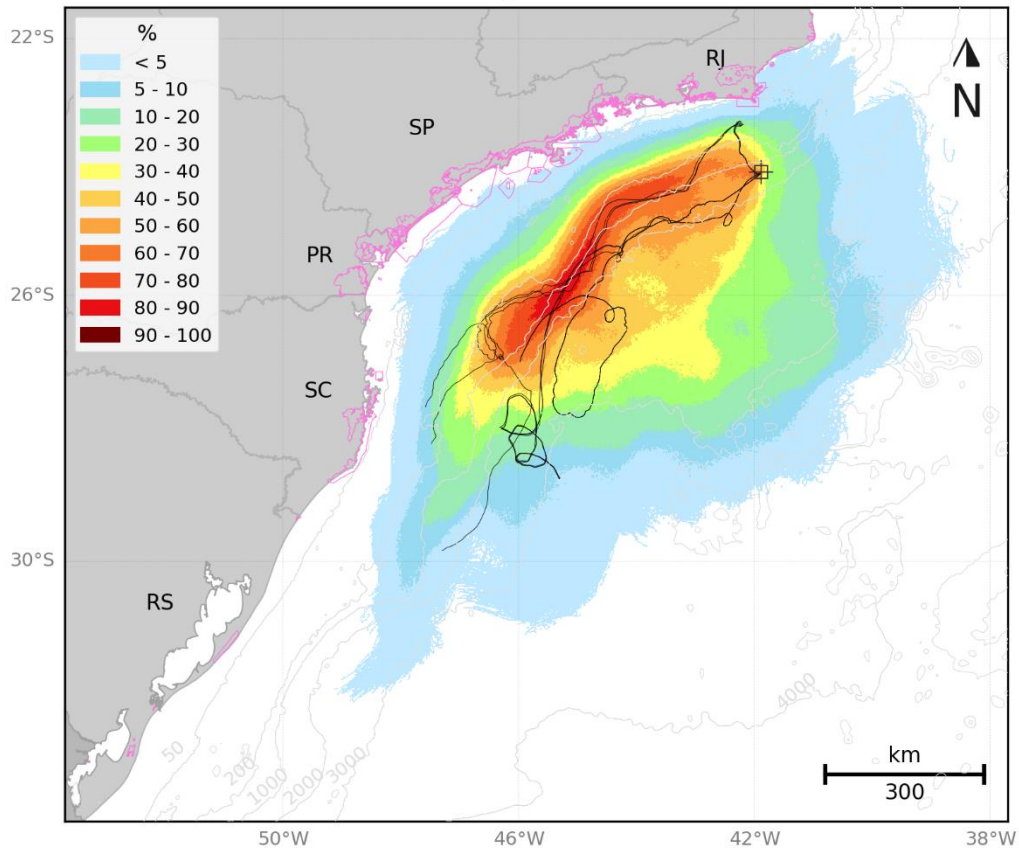 22°S
26°S
30°S
%
< 5
5 - 10
10 - 20
20 - 30
30 - 40
40 - 50
50 - 60
60 - 70
70 - 80
80 - 90
90 - 100
RJ
N
SP
PR
SC
RS
50
200
1000
2000
3000
4000
km
300
50°W
46°W
42°W
38°W